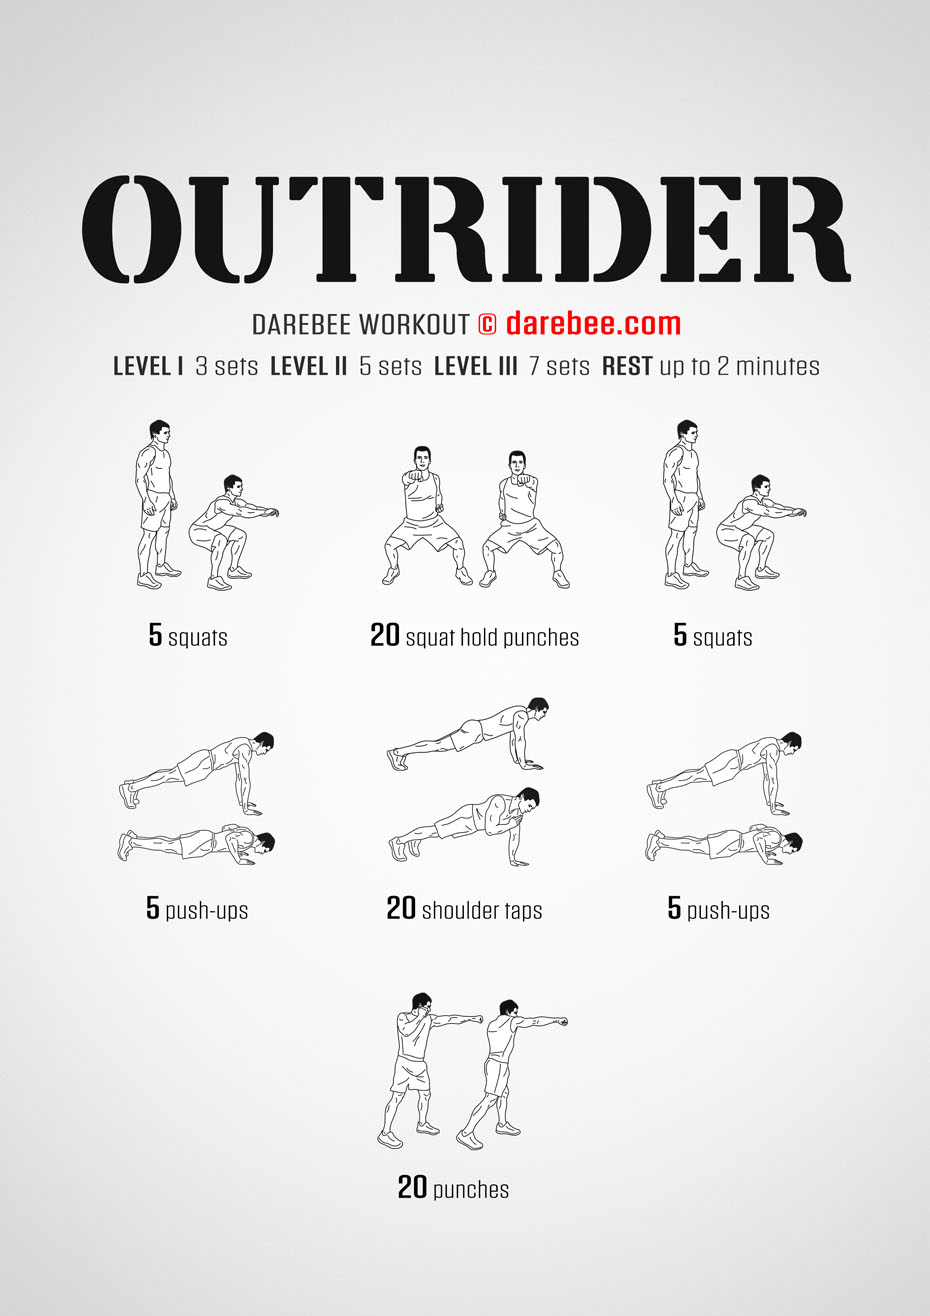 OUTRIDER
DAREBEE WORKOUT © darebee.com
LEVEL I 3 sets LEVEL II 5 sets LEVEL III 7 sets REST up to 2 minutes
5 squats
20 squat hold punches
5 squats
5 push-ups
20 shoulder taps
5 push-ups
20 punches